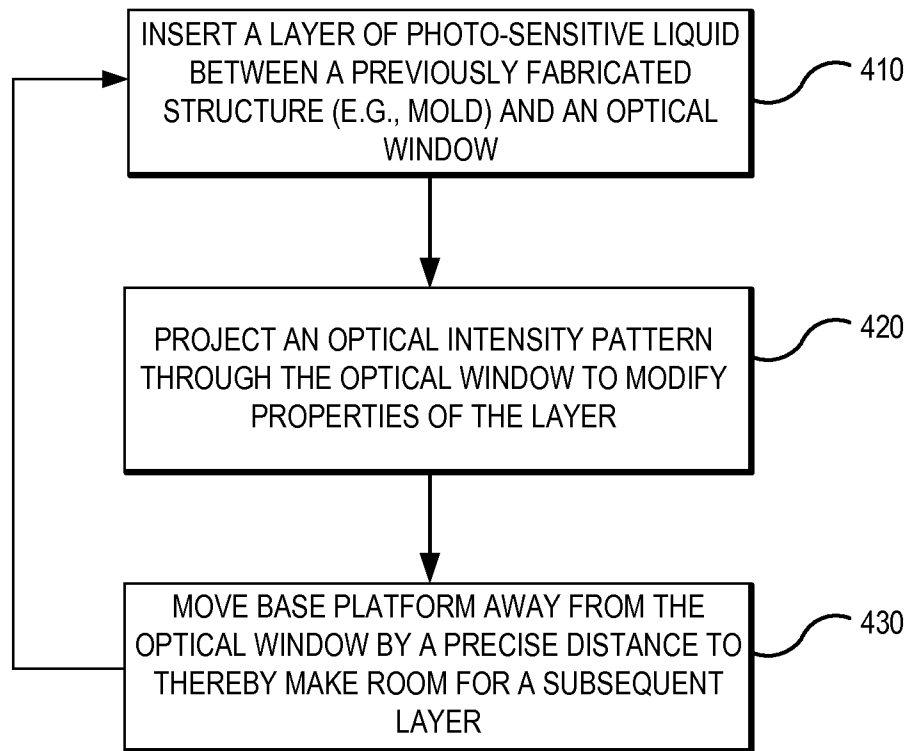 INSERT A LAYER OF PHOTO-SENSITIVE LIQUID
BETWEEN A PREVIOUSLY FABRICATED
STRUCTURE (E.G., MOLD) AND AN OPTICAL
WINDOW
410
PROJECT AN OPTICAL INTENSITY PATTERN
THROUGH THE OPTICAL WINDOW TO MODIFY
PROPERTIES OF THE LAYER
420
MOVE BASE PLATFORM AWAY FROM THE
OPTICAL WINDOW BY A PRECISE DISTANCE TO
THEREBY MAKE ROOM FOR A SUBSEQUENT
LAYER
430